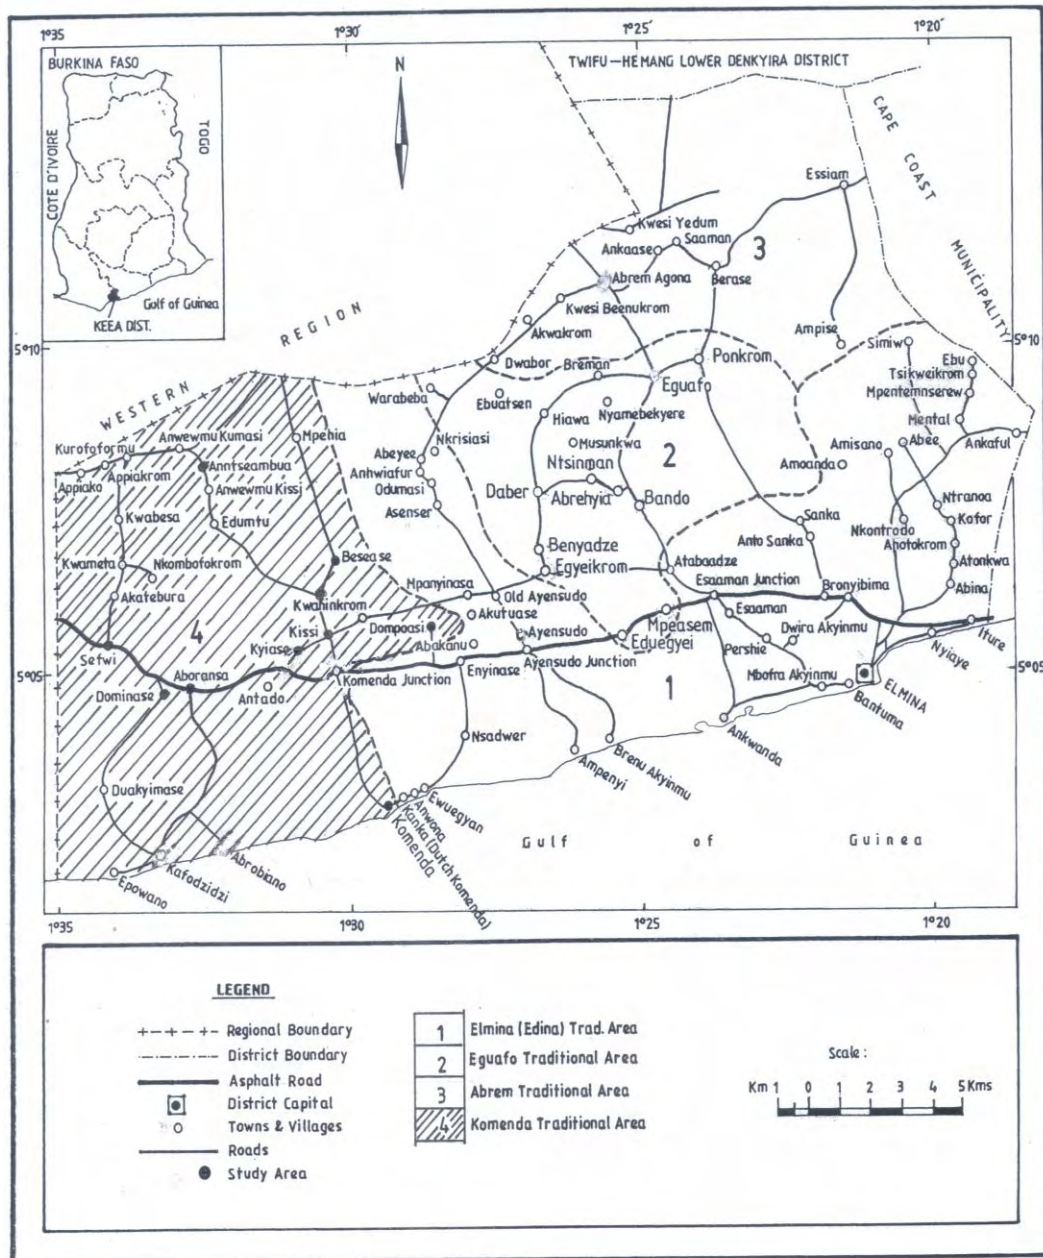 1°35'
1°30'
1°25'
1°20'
BURKINA FASO
COTE D'IVOIRE
TOGO
Gulf of Guinea
KEEA DIST.
N
TWIFU-HEMANG LOWER DENKYIRA DISTRICT
CAPE COAST MUNICIPALITY
WESTERN REGION
5°10
5°10
Essiam
Kwesi Yedum
Saaman
Ankaase
3
Berase
Abrem Agona
Kwesi Beenukrom
Akwakrom
Ampise
Simiw
Dwabor
Breman
Ponkrom
Ebu
Tsikweikrom
Eguafo
Mpentemnserew
Warabeba
Ebuatsen
Nyamebekyere
Hiawa
Mental
Ankaful
Kurofaformu
Anwewmu Kumasi
Mpehia
Nkrisiasi
Musunkwa
2
Amisano
Abee
Appiako
Appiakrom
Anntseambua
Abeyee
Anhwiafur
Ntsinman
Amoanda
Anwewmu Kissi
Odumasi
Daber
Abrehyia
Bando
Ntranoa
Kwabesa
Edumtu
Asenser
Sanka
Nkontrodo
Kofor
Anto Sanka
Ahotokrom
Benyadze
Besease
Kwameta
Nkombofokrom
Egyeikrom
Atabaadze
Atonkwa
Mpanyinasa
Esaaman Junction
Bronyibima
Abina
Akatebura
Kwahinkrom
Old Ayensudo
Akutuase
Esaaman
4
Kissi
Dompoasi
Mpeasem
Dwira Akyinmu
Iture
Setwi
Kyiase
Abakanu
Ayensudo
Eduegyei
Pershie
Nyiaye
5°05
5°05
Aboransa
Komenda Junction
Enyinase
Ayensudo Junction
1
Mbofra Akyinmu
ELMINA
Dominase
Antado
Bantuma
Nsadwer
Ankwanda
Brenu Akyinmu
Ampenyi
Duakyimase
Ewuegyan
Anwona
Kanka (Dutch Komenda)
Komenda
Gulf of Guinea
Abrobiano
Kafodzidzi
Epowano
1°35
1°30
1°25
1°20
LEGEND
Regional Boundary
District Boundary
Asphalt Road
District Capital
Towns & Villages
Roads
Study Area
1 Elmina (Edina) Trad. Area
2 Eguafo Traditional Area
3 Abrem Traditional Area
4 Komenda Traditional Area
Scale :
Km 1 0 1 2 3 4 5 Kms